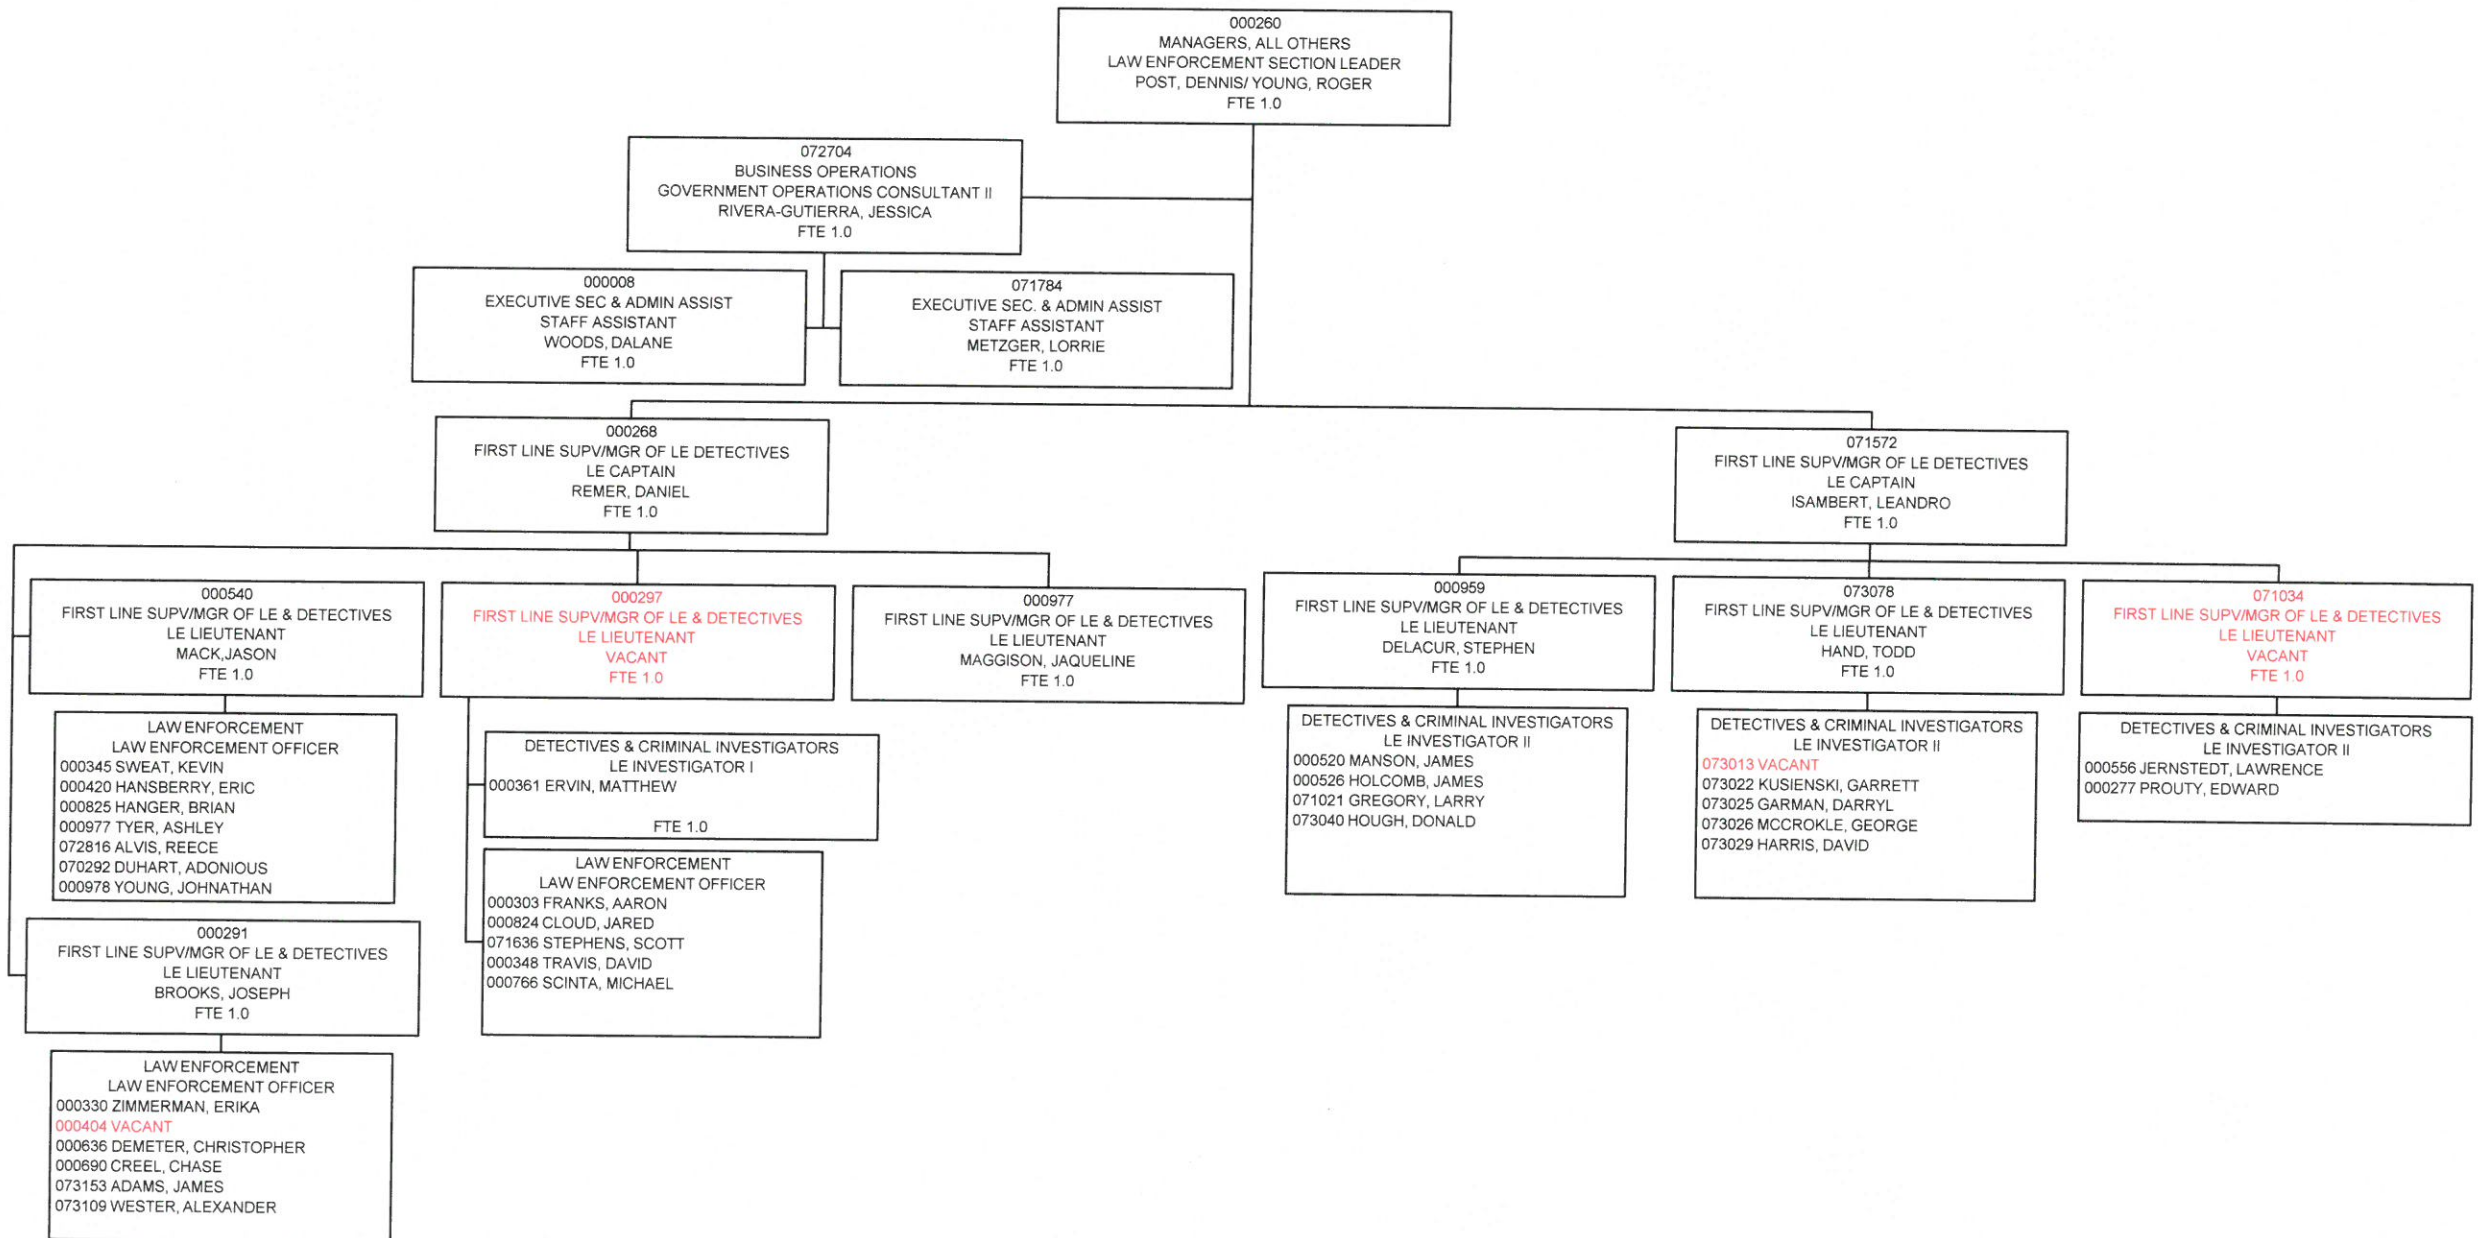 000260
MANAGERS, ALL OTHERS
LAW ENFORCEMENT SECTION LEADER
POST, DENNIS/ YOUNG, ROGER
FTE 1.0
072704
BUSINESS OPERATIONS
GOVERNMENT OPERATIONS CONSULTANT II
RIVERA-GUTIERRA, JESSICA
FTE 1.0
000008
EXECUTIVE SEC & ADMIN ASSIST
STAFF ASSISTANT
WOODS, DALANE
FTE 1.0
071784
EXECUTIVE SEC. & ADMIN ASSIST
STAFF ASSISTANT
METZGER, LORRIE
FTE 1.0
000268
FIRST LINE SUPV/MGR OF LE DETECTIVES
LE CAPTAIN
REMER, DANIEL
FTE 1.0
071572
FIRST LINE SUPV/MGR OF LE DETECTIVES
LE CAPTAIN
ISAMBERT, LEANDRO
FTE 1.0
000540
FIRST LINE SUPV/MGR OF LE & DETECTIVES
LE LIEUTENANT
MACK,JASON
FTE 1.0
000297
FIRST LINE SUPV/MGR OF LE & DETECTIVES
LE LIEUTENANT
VACANT
FTE 1.0
000977
FIRST LINE SUPV/MGR OF LE & DETECTIVES
LE LIEUTENANT
MAGGISON, JAQUELINE
FTE 1.0
000959
FIRST LINE SUPV/MGR OF LE & DETECTIVES
LE LIEUTENANT
DELACUR, STEPHEN
FTE 1.0
073078
FIRST LINE SUPV/MGR OF LE & DETECTIVES
LE LIEUTENANT
HAND, TODD
FTE 1.0
071034
FIRST LINE SUPV/MGR OF LE & DETECTIVES
LE LIEUTENANT
VACANT
FTE 1.0
LAW ENFORCEMENT
LAW ENFORCEMENT OFFICER
000345 SWEAT, KEVIN
000420 HANSBERRY, ERIC
000825 HANGER, BRIAN
000977 TYER, ASHLEY
072816 ALVIS, REECE
070292 DUHART, ADONIOUS
000978 YOUNG, JOHNATHAN
DETECTIVES & CRIMINAL INVESTIGATORS
LE INVESTIGATOR I
000361 ERVIN, MATTHEW
FTE 1.0
LAW ENFORCEMENT
LAW ENFORCEMENT OFFICER
000303 FRANKS, AARON
000824 CLOUD, JARED
071636 STEPHENS, SCOTT
000348 TRAVIS, DAVID
000766 SCINTA, MICHAEL
DETECTIVES & CRIMINAL INVESTIGATORS
LE INVESTIGATOR II
000520 MANSON, JAMES
000526 HOLCOMB, JAMES
071021 GREGORY, LARRY
073040 HOUGH, DONALD
DETECTIVES & CRIMINAL INVESTIGATORS
LE INVESTIGATOR II
073013 VACANT
073022 KUSIENSKI, GARRETT
073025 GARMAN, DARRYL
073026 MCCROKLE, GEORGE
073029 HARRIS, DAVID
DETECTIVES & CRIMINAL INVESTIGATORS
LE INVESTIGATOR II
000556 JERNSTEDT, LAWRENCE
000277 PROUTY, EDWARD
000291
FIRST LINE SUPV/MGR OF LE & DETECTIVES
LE LIEUTENANT
BROOKS, JOSEPH
FTE 1.0
LAW ENFORCEMENT
LAW ENFORCEMENT OFFICER
000330 ZIMMERMAN, ERIKA
000404 VACANT
000636 DEMETER, CHRISTOPHER
000690 CREEL, CHASE
073153 ADAMS, JAMES
073109 WESTER, ALEXANDER